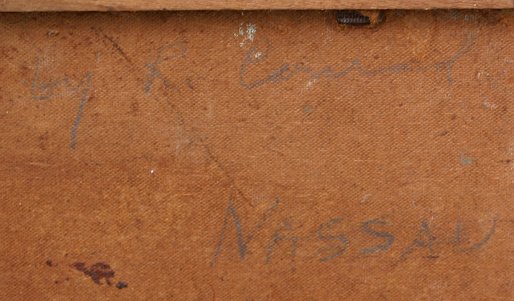 by R. Conrad
NASSAU